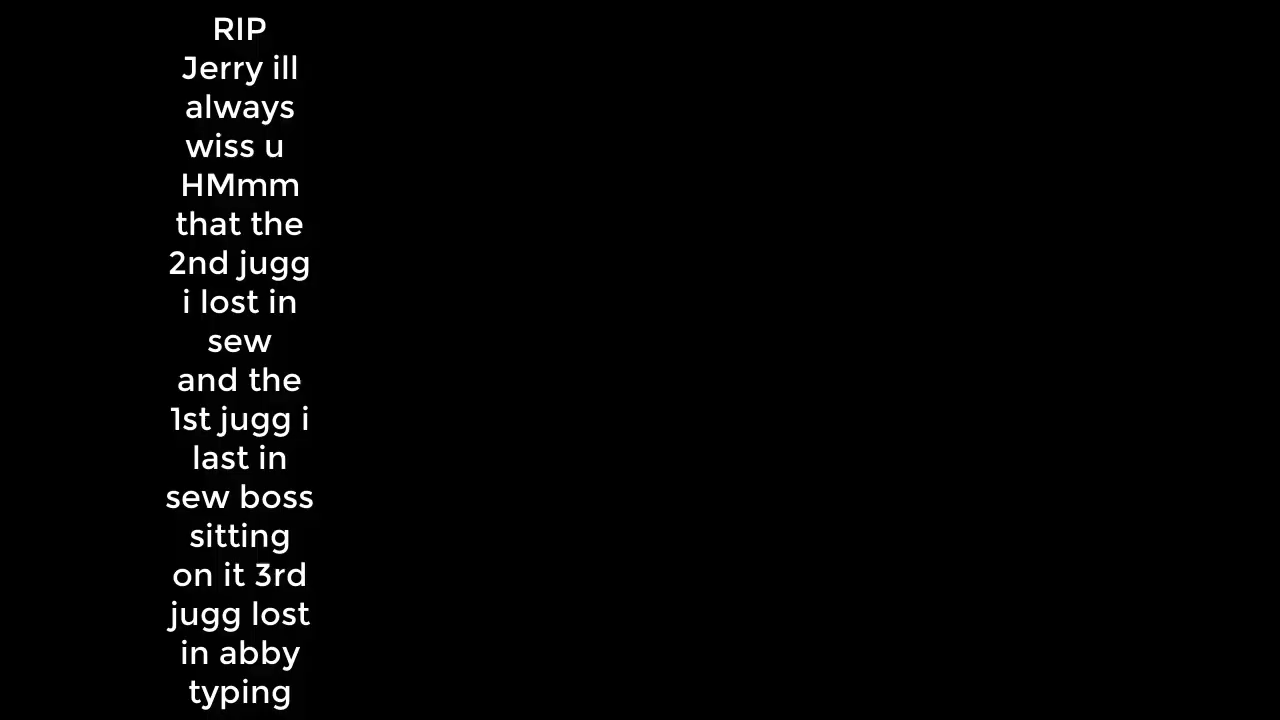 RIP
Jerry ill
always
wiss u
HMmm
that the
2nd jugg
i lost in
sew
and the
1st jugg i
last in
sew boss
sitting
on it 3rd
jugg lost
in abby
typing